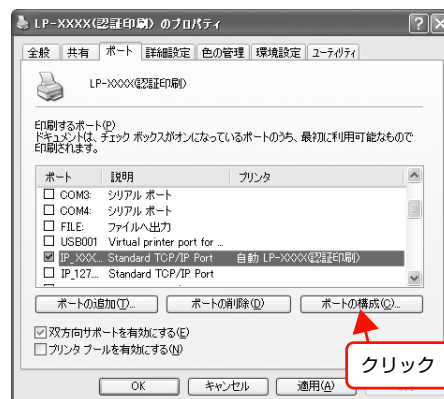 LP-XXXX(認証印刷) のプロパティ
全般 共有 ポート 詳細設定 色の管理 環境設定 ユーティリティ
LP-XXXX(認証印刷)
印刷するポート(P)
ドキュメントは、チェック ボックスがオンになっているポートのうち、最初に利用可能なもので
印刷されます。
ポート 説明 プリンタ
COM3: シリアル ポート
COM4: シリアル ポート
FILE: ファイルへ出力
USB001 Virtual printer port for ...
IP_XXX... Standard TCP/IP Port 自動 LP-XXXX(認証印刷)
IP_127... Standard TCP/IP Port
ポートの追加(T)... ポートの削除(D) ポートの構成(C)...
双方向サポートを有効にする(E)
プリンタ プールを有効にする(N)
クリック
OK キャンセル 適用(A)